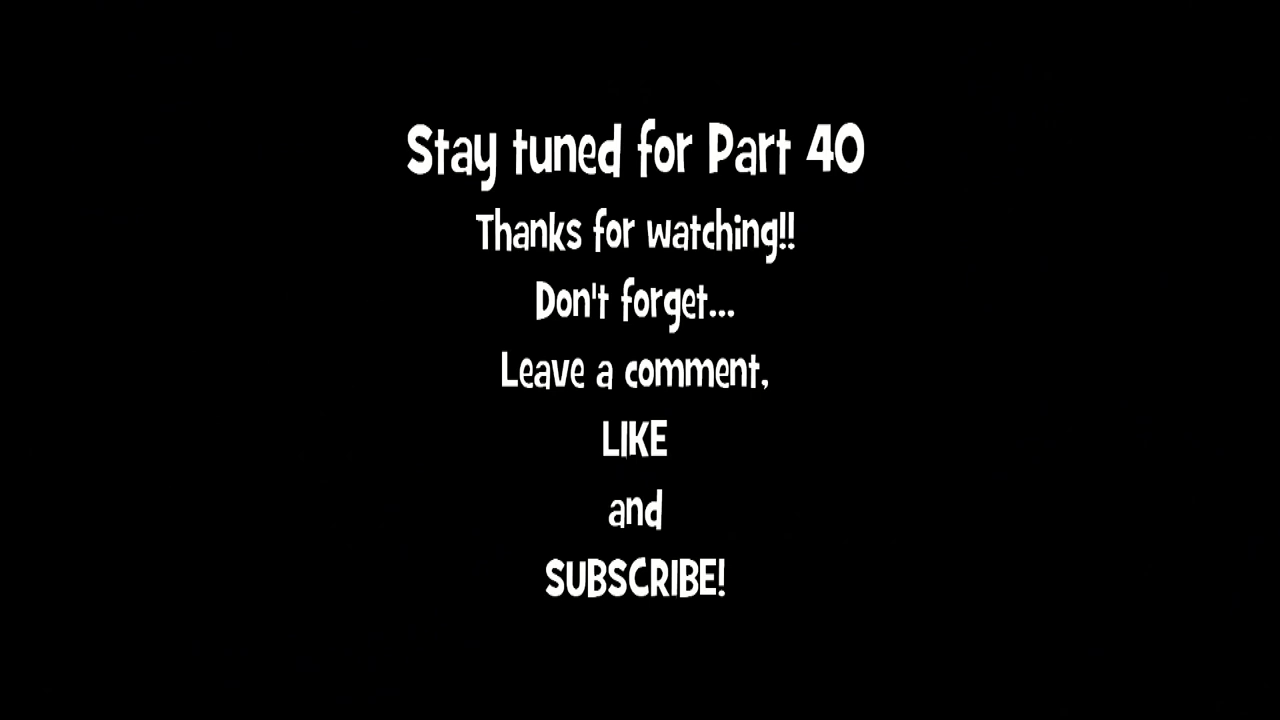 Stay tuned for Part 40
Thanks for watching!!
Don't forget...
Leave a comment,
LIKE
and
SUBSCRIBE!